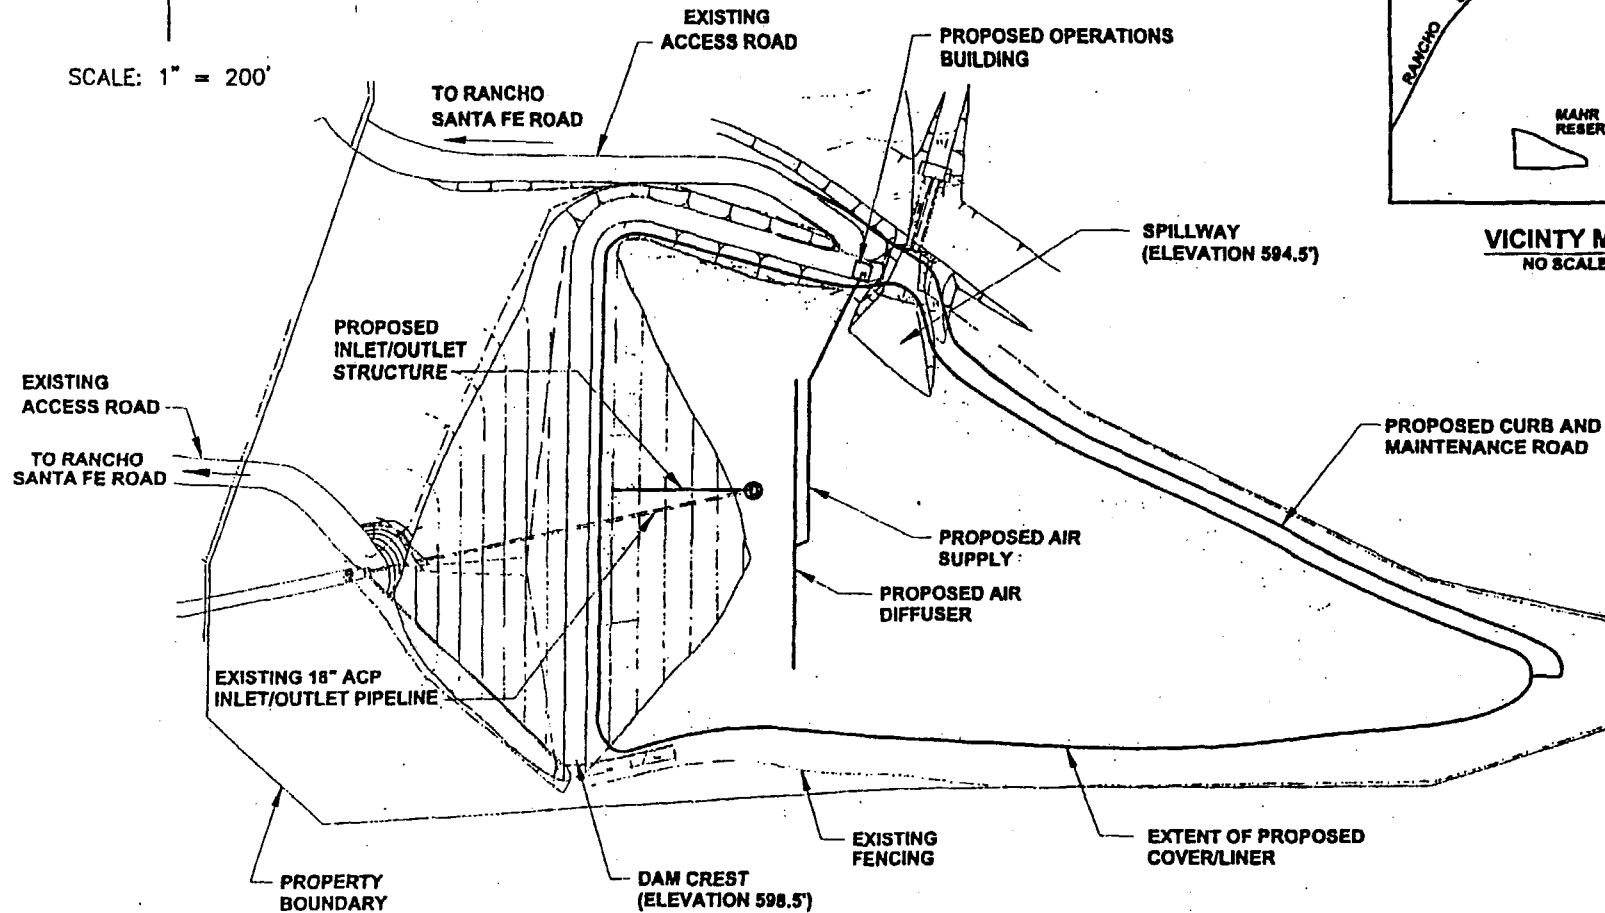 SCALE: 1" = 200'
EXISTING
ACCESS ROAD
TO RANCHO
SANTA FE ROAD
PROPOSED OPERATIONS
BUILDING
RANCHO
MAHR
RESER
VICINTY M
NO SCALE
SPILLWAY
(ELEVATION 594.5')
PROPOSED
INLET/OUTLET
STRUCTURE
EXISTING
ACCESS ROAD
TO RANCHO
SANTA FE ROAD
PROPOSED CURB AND
MAINTENANCE ROAD
PROPOSED AIR
SUPPLY
PROPOSED AIR
DIFFUSER
EXISTING 18" ACP
INLET/OUTLET PIPELINE
EXISTING
FENCING
EXTENT OF PROPOSED
COVER/LINER
PROPERTY
BOUNDARY
DAM CREST
(ELEVATION 598.5')